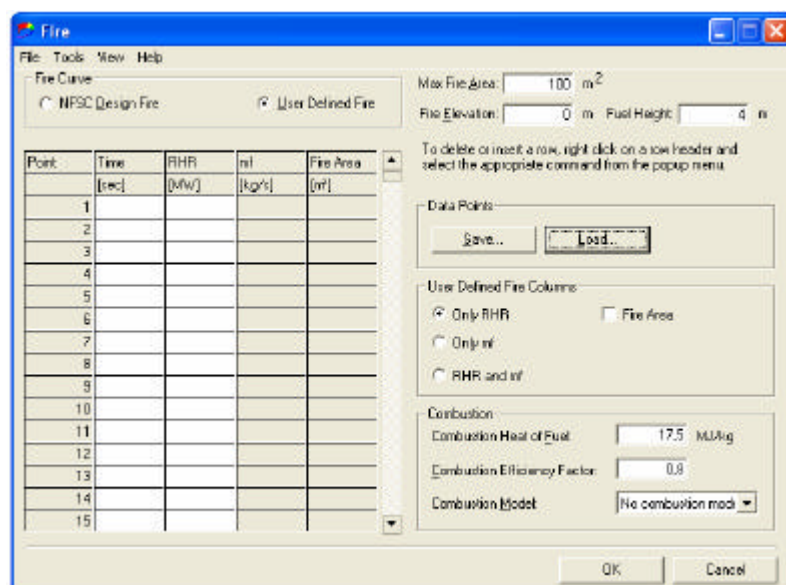 Fire
File Tools View Help
Fire Curve
NFSC Design Fire
User Defined Fire
Max Fire Area: 100 m²
Fire Elevation: 0 m Fuel Height: 4 m
To delete or insert a row, right click on a row header and
select the appropriate command from the popup menu.
Point Time RHR mf Fire Area
[sec] [MW] [kg/s] [m²]
1
2
3
4
5
6
7
8
9
10
11
12
13
14
15
Data Points
Save... Load...
User Defined Fire Columns
Only RHR
Fire Area
Only mf
RHR and mf
Combustion
Combustion Heat of Fuel: 17.5 MJ/kg
Combustion Efficiency Factor: 0.8
Combustion Model: No combustion mod
OK Cancel